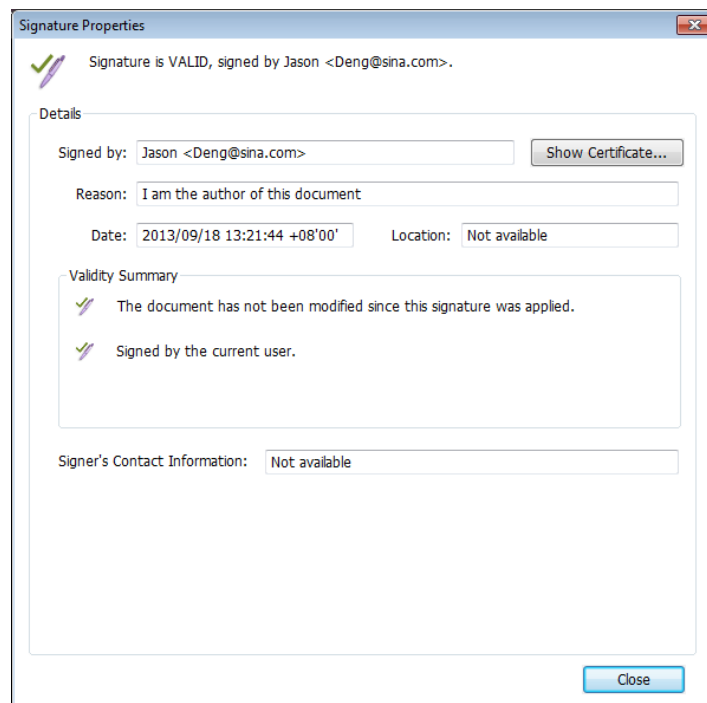 Signature Properties
Signature is VALID, signed by Jason <Deng@sina.com>.
Details
Signed by: Jason <Deng@sina.com> Show Certificate...
Reason: I am the author of this document
Date: 2013/09/18 13:21:44 +08'00' Location: Not available
Validity Summary
The document has not been modified since this signature was applied.
Signed by the current user.
Signer's Contact Information: Not available
Close